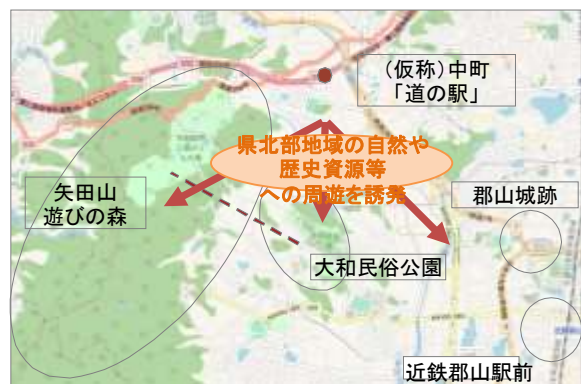 (仮称)中町
「道の駅」
県北部地域の自然や
歴史資源等
への周遊を誘発
矢田山
遊びの森
郡山城跡
大和民俗公園
近鉄郡山駅前